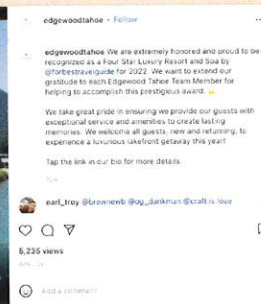 edgewoodtahoe · Follow
edgewoodtahoe We are extremely honored and proud to be
recognized as a Four Star Luxury Resort and Spa by
@forbestravelguide for 2022. We want to extend our
gratitude to each Edgewood Tahoe Team Member for
helping to accomplish this prestigious award.
We take great pride in ensuring we provide our guests with
exceptional service and amenities to create lasting
memories. We welcome all guests, new and returning, to
experience a luxurious lakefront getaway this year!
Tap the link in our bio for more details
earl_troy @brownewb @og_dankman @craft.is.love
5,235 views
Add a comment